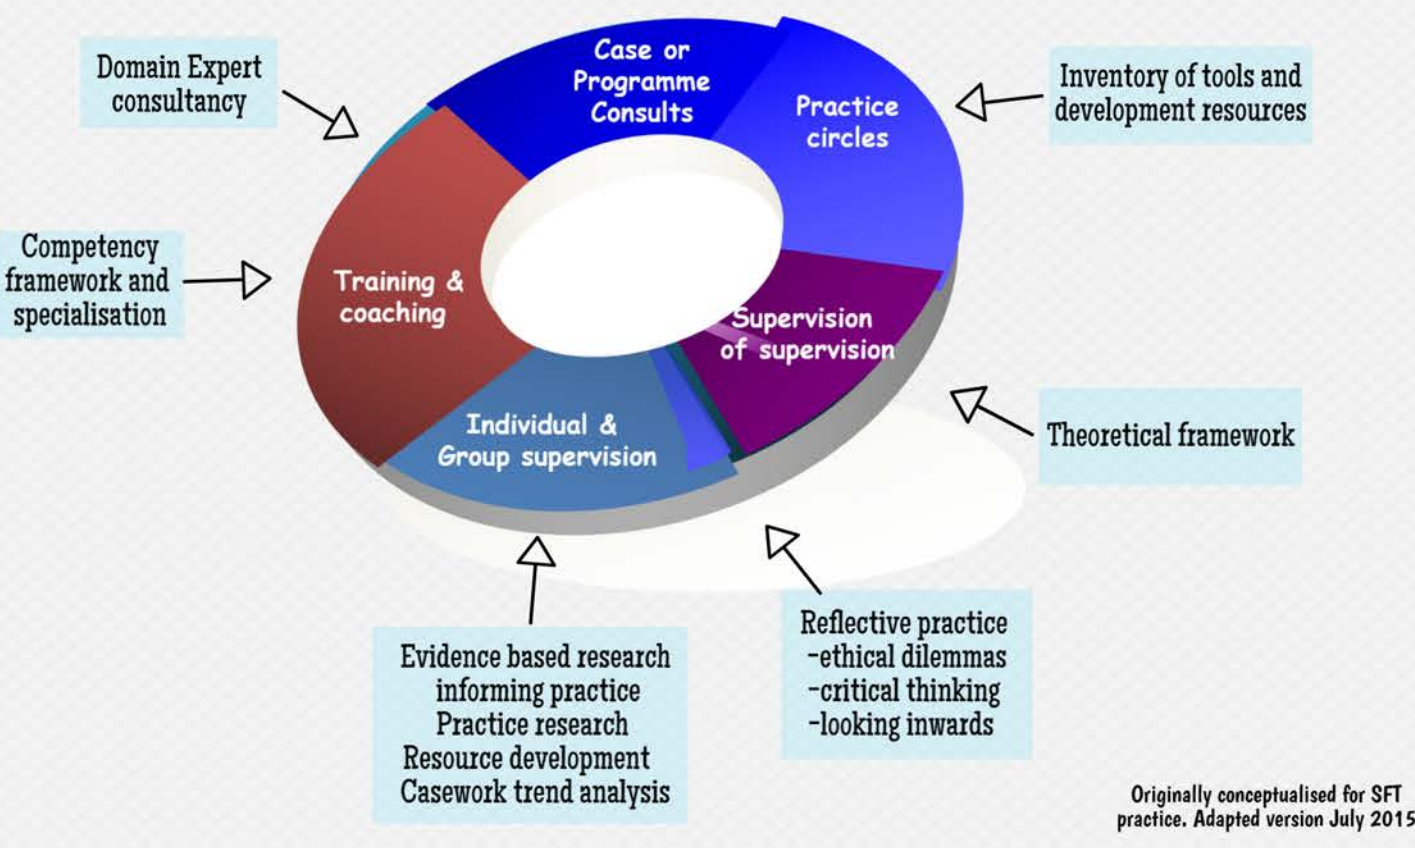 Case or
Programme
Consults
Domain Expert
consultancy
Practice
circles
Inventory of tools and
development resources
Competency
framework and
specialisation
Training &
coaching
Supervision
of supervision
Individual &
Group supervision
Theoretical framework
Evidence based research
informing practice
Practice research
Resource development
Casework trend analysis
Reflective practice
-ethical dilemmas
-critical thinking
-looking inwards
Originally conceptualised for SFT
practice. Adapted version July 2015